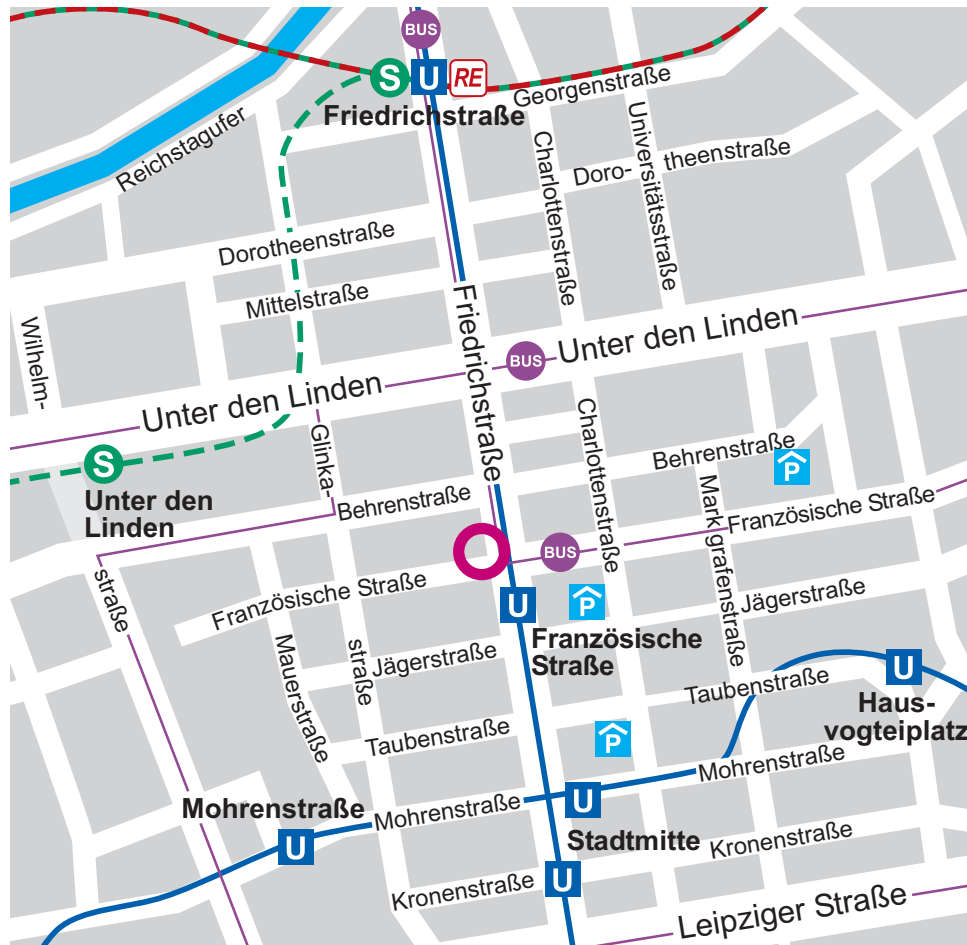 BUS
S
U
RE
Friedrichstraße
Georgenstraße
Reichstagufer
Charlottenstraße
Universitätsstraße
Doro-
theenstraße
Dorotheenstraße
Mittelstraße
Wilhelm-
Friedrichstraße
BUS
Unter den Linden
Unter den Linden
Glinka-
Charlottenstraße
Behrenstraße
P
S
Unter den
Linden
Behrenstraße
Mark grafenstraße
Französische Straße
BUS
straße
Französische Straße
U
P
Französische
Straße
Jägerstraße
Mauerstraße
straße
Jägerstraße
U
Haus-
vogteiplatz
Taubenstraße
Taubenstraße
P
Mohrenstraße
Mohrenstraße
U
Mohrenstraße
U
Stadtmitte
Kronenstraße
Kronenstraße
U
Leipziger Straße